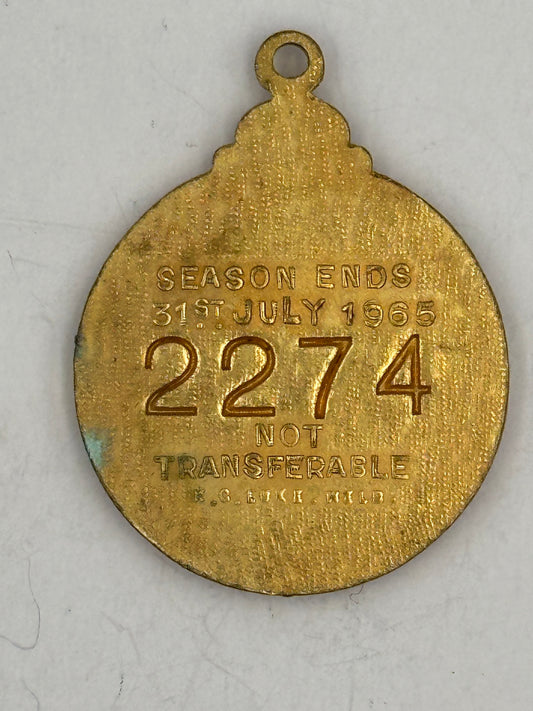 SEASON ENDS
31ST JULY 1965
2274
NOT
TRANSFERABLE
K.G. LUKE. MELB.